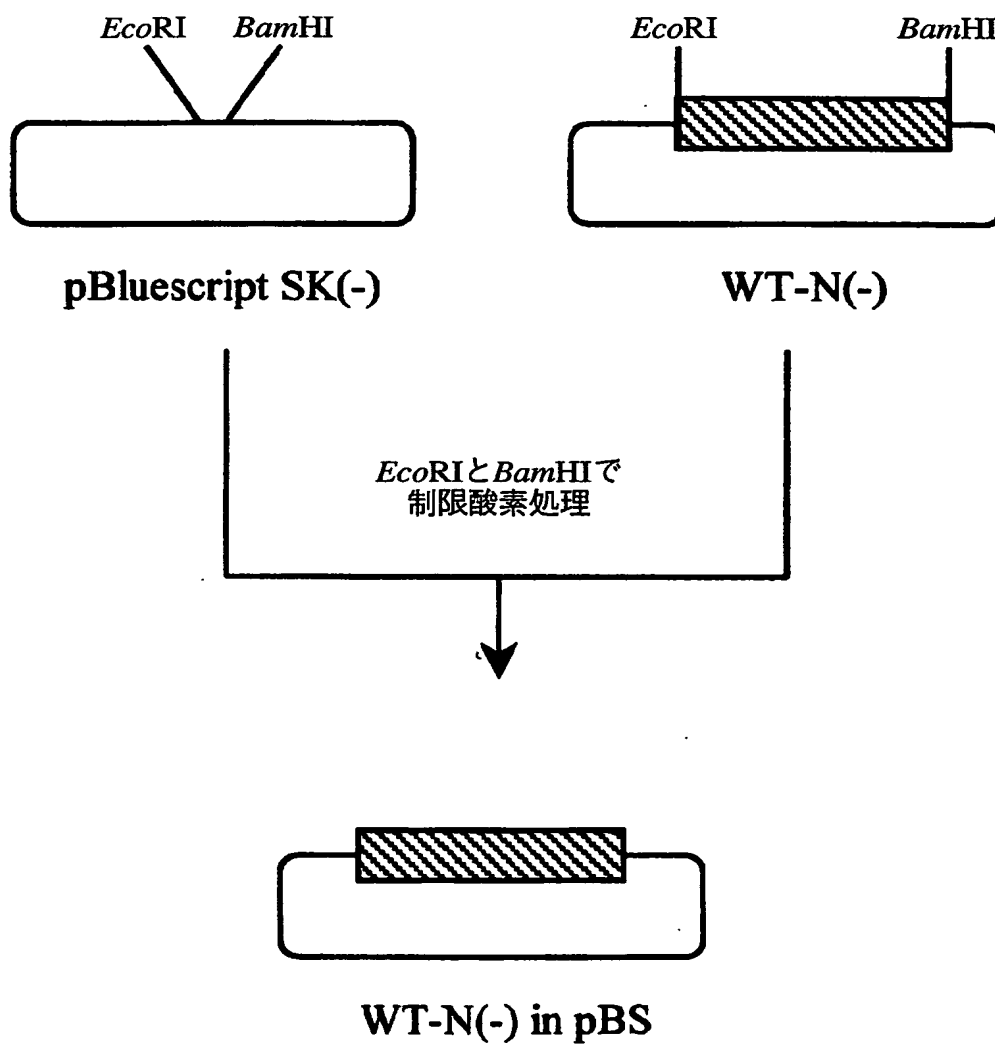 EcoRI BamHI
EcoRI BamHI
pBluescript SK(-)
WT-N(-)
EcoRIとBamHIで
制限酸素処理
WT-N(-) in pBS